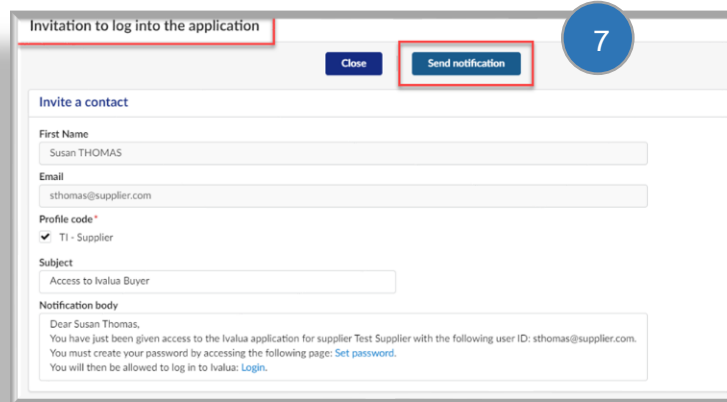 Invitation to log into the application
7
Close
Send notification
Invite a contact
First Name
Susan THOMAS
Email
sthomas@supplier.com
Profile code*
TI - Supplier
Subject
Access to Ivalua Buyer
Notification body
Dear Susan Thomas,
You have just been given access to the Ivalua application for supplier Test Supplier with the following user ID: sthomas@supplier.com.
You must create your password by accessing the following page: Set password.
You will then be allowed to log in to Ivalua: Login.